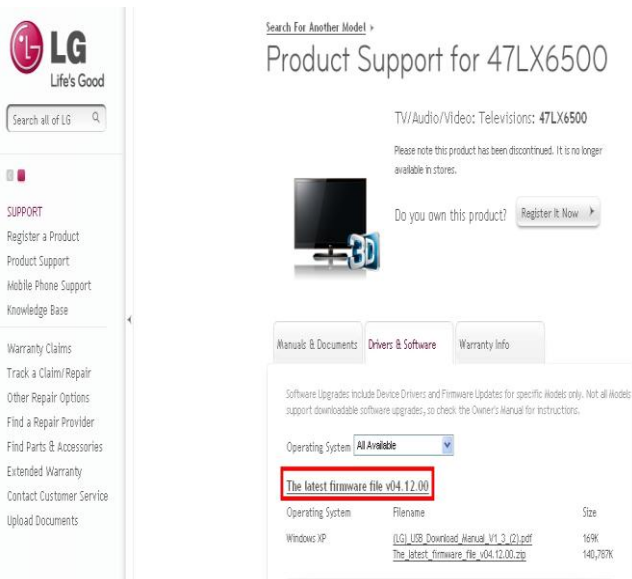 LG
Life's Good
Search all of LG
SUPPORT
Register a Product
Product Support
Mobile Phone Support
Knowledge Base
Warranty Claims
Track a Claim/Repair
Other Repair Options
Find a Repair Provider
Find Parts & Accessories
Extended Warranty
Contact Customer Service
Upload Documents
Search For Another Model
Product Support for 47LX6500
TV/Audio/Video: Televisions: 47LX6500
Please note this product has been discontinued. It is no longer
available in stores.
Do you own this product? Register It Now
3D
Manuals & Documents Drivers & Software Warranty Info
Software Upgrades include Device Drivers and Firmware Updates for specific Models only. Not all Models
support downloadable software upgrades, so check the Owner's Manual for instructions.
Operating System All Available
The latest firmware file v04.12.00
Operating System Filename Size
Windows XP (LG)_USB_Download_Manual_V1_3_(2).pdf 169K
The_latest_firmware_file_v04.12.00.zip 140,787K